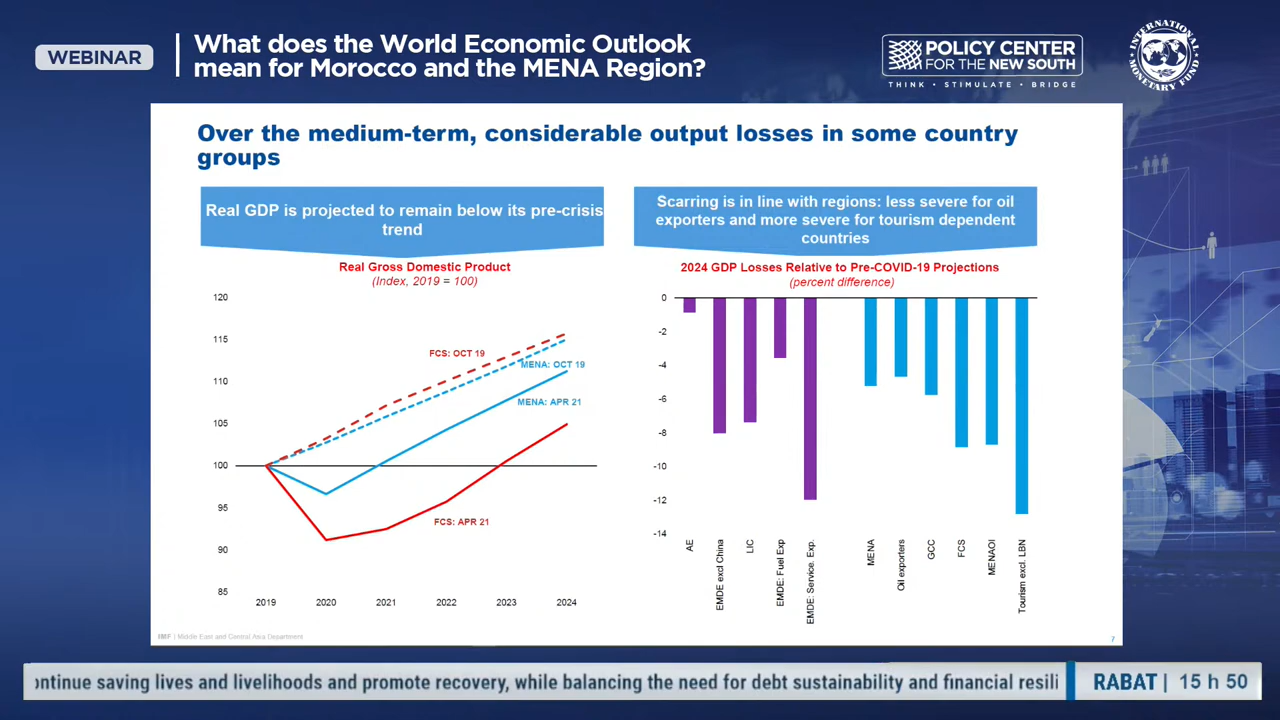 WEBINAR
What does the World Economic Outlook
mean for Morocco and the MENA Region?
POLICY CENTER
FOR THE NEW SOUTH
THINK • STIMULATE • BRIDGE
INTERNATIONAL MONETARY FUND
Over the medium-term, considerable output losses in some country
groups
Real GDP is projected to remain below its pre-crisis
trend
Real Gross Domestic Product
(Index, 2019 = 100)
120
115
110
105
100
95
90
85
FCS: OCT 19
MENA: OCT 19
MENA: APR 21
FCS: APR 21
2019 2020 2021 2022 2023 2024
Scarring is in line with regions: less severe for oil
exporters and more severe for tourism dependent
countries
2024 GDP Losses Relative to Pre-COVID-19 Projections
(percent difference)
0
-2
-4
-6
-8
-10
-12
-14
AE
EMDE excl China
LIC
EMDE: Fuel Exp
EMDE: Service. Exp.
MENA
Oil exporters
GCC
FCS
MENAOI
Tourism excl. LBN
IMF | Middle East and Central Asia Department
7
ontinue saving lives and livelihoods and promote recovery, while balancing the need for debt sustainability and financial resili
RABAT | 15 h 50